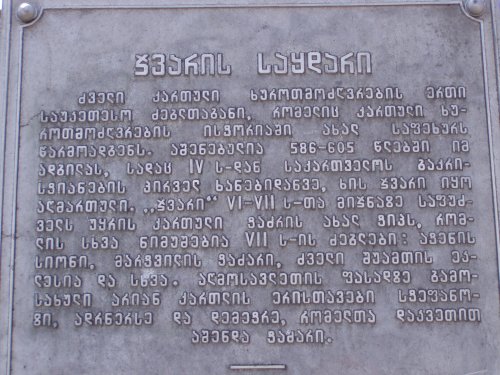 ჯვარის საყდარი
ძველი ქართული ხუროთმოძღვრების ერთი
საუკეთესო ძეგლთაგანი, რომელიც ქართული ხუ-
როთმოძღვრების ისტორიაში ახალ საფეხურს
წარმოადგენს. აშენებულია 586-605 წლებში იმ
ადგილას, სადაც IV ს-დან საქართველოს გაქრი-
სტიანების პირველ ხანებიდანვე, ხის ჯვარი იყო
აღმართული. „ჯვარი“ VI-VII ს-თა მიჯნაზე საფუძ-
ველს უყრის ქართული ტაძრის ახალ ტიპს, რომ-
ლის სხვა ნიმუშებია VII ს-ის ძეგლები: ატენის
სიონი, მარტვილის ტაძარი, ძველი შუამთის ეკ-
ლესია და სხვა. აღმოსავლეთის ფასადზე გამო-
სახული არიან ქართლის ერისთავები სტეფანო-
ზი, ადრნერსე და დემეტრე, რომელთა დაკვეთით
აშენდა ტაძარი.